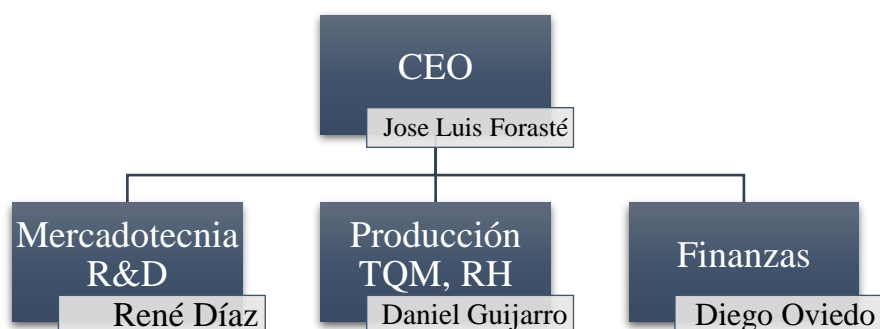 CEO
Jose Luis Forasté
Mercadotecnia
R&D
René Díaz
Producción
TQM, RH
Daniel Guijarro
Finanzas
Diego Oviedo